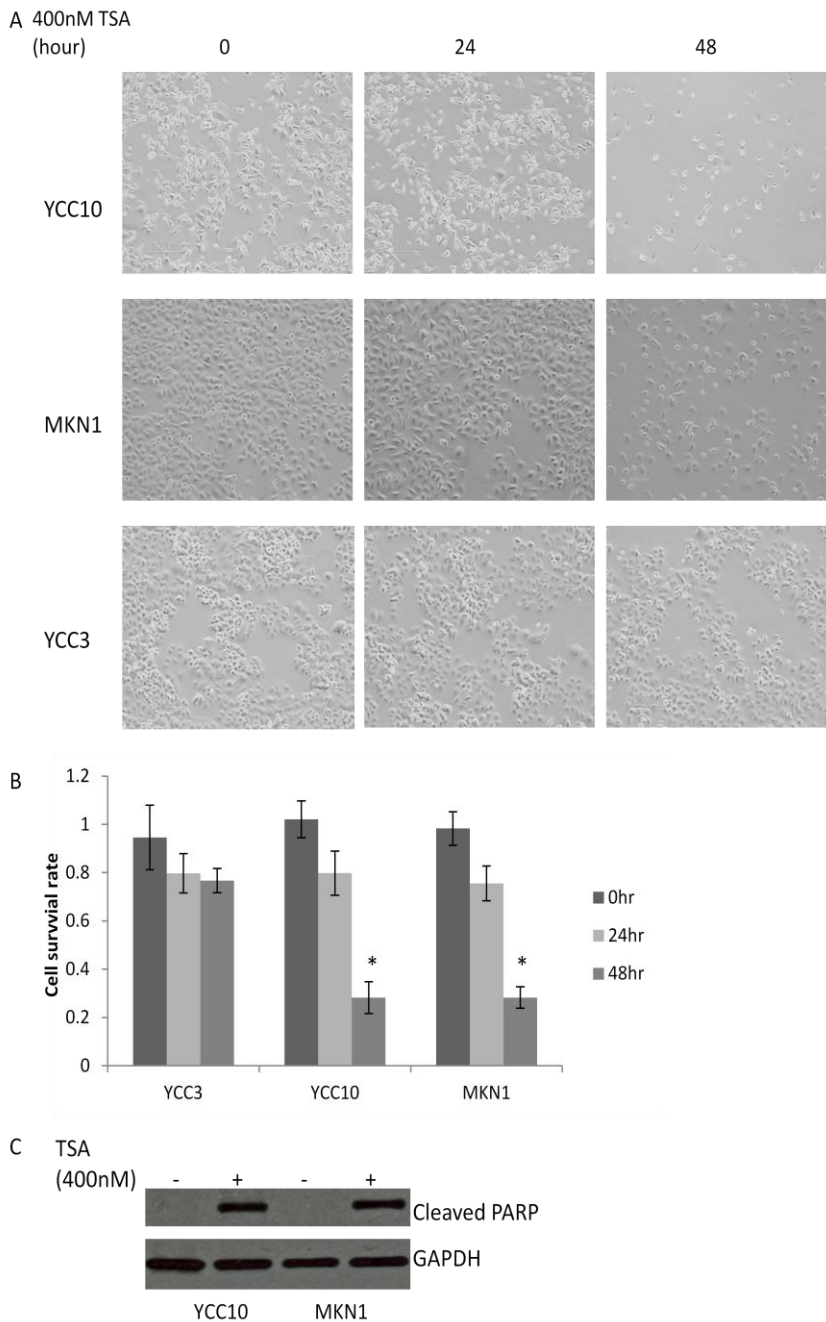 A
400nM TSA
(hour)
0
24
48
YCC10
MKN1
YCC3
B
1.2
1
0.8
0.6
0.4
0.2
0
Cell survvial rate
*
*
YCC3
YCC10
MKN1
0hr
24hr
48hr
C
TSA
(400nM)
-
+
-
+
Cleaved PARP
GAPDH
YCC10
MKN1